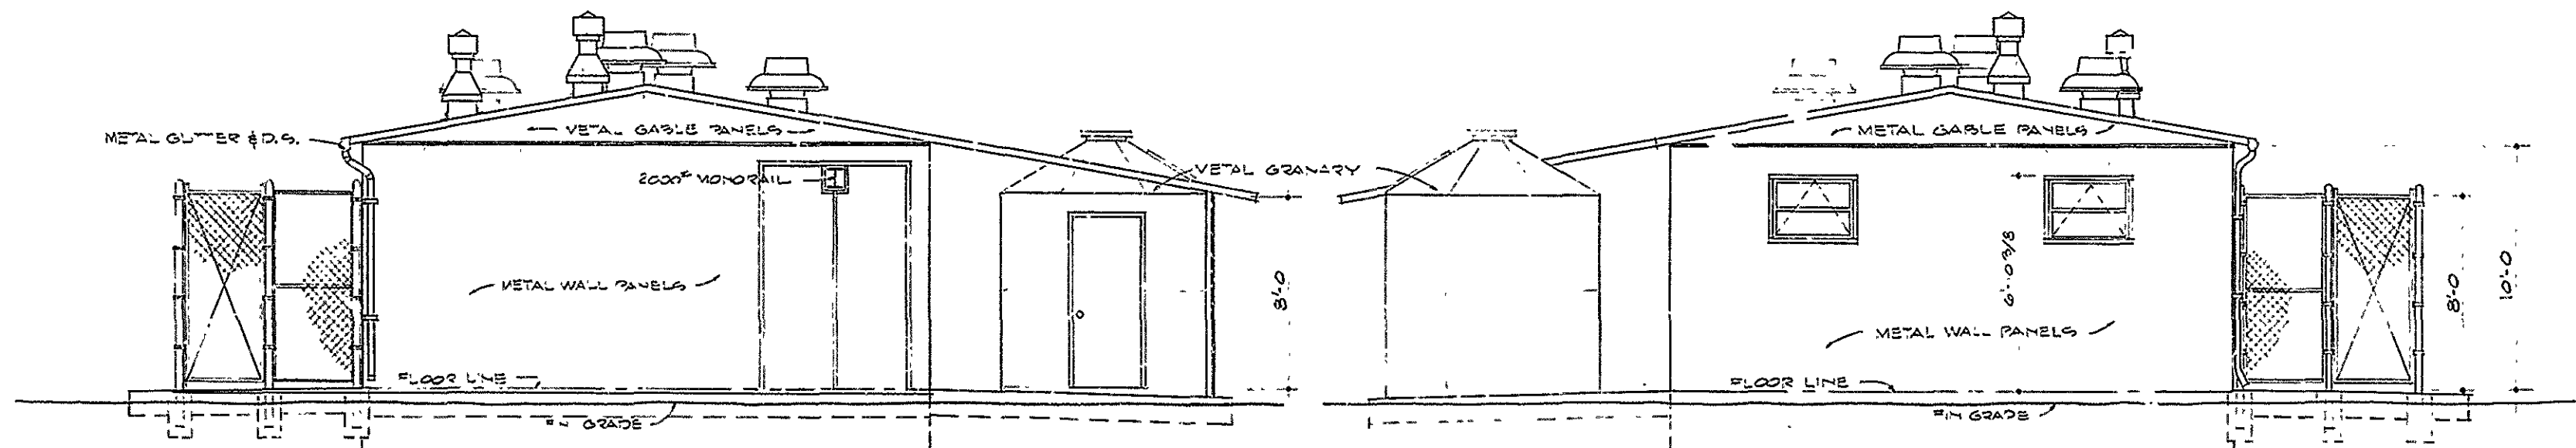 METAL GUTTER & D.S.
METAL GABLE PANELS
2000# MONORAIL
METAL WALL PANELS
FLOOR LINE
FIN GRADE
8'-0
METAL GRANARY
METAL GABLE PANELS
6'-0 3/8
METAL WALL PANELS
FLOOR LINE
FIN GRADE
8'-0
10'-0